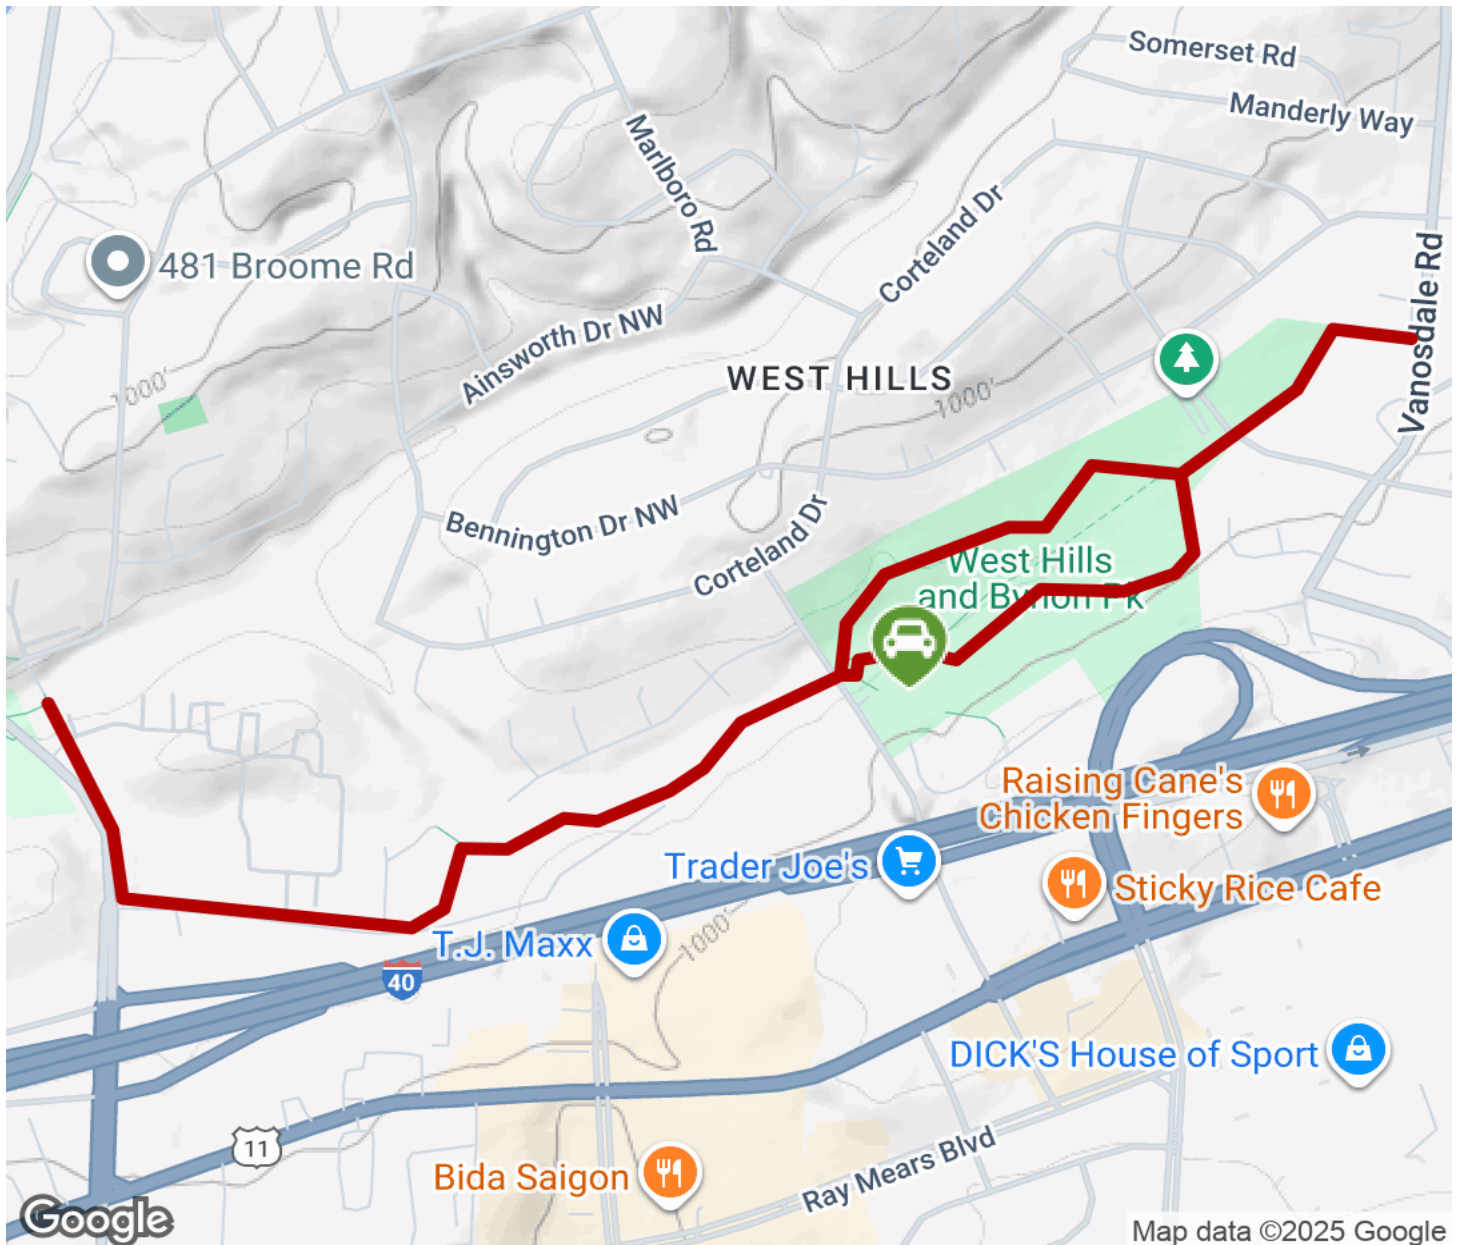 Somerset Rd
Manderly Way
Marlboro Rd
Corteland Dr
481 Broome Rd
Vanosdale Rd
Ainsworth Dr NW
WEST HILLS
1000'
1000'
Bennington Dr NW
Corteland Dr
West Hills
and Bynon Pk
Raising Cane's
Chicken Fingers
Trader Joe's
Sticky Rice Cafe
T.J. Maxx
1000'
40
DICK'S House of Sport
11
Bida Saigon
Ray Mears Blvd
Google
Map data ©2025 Google